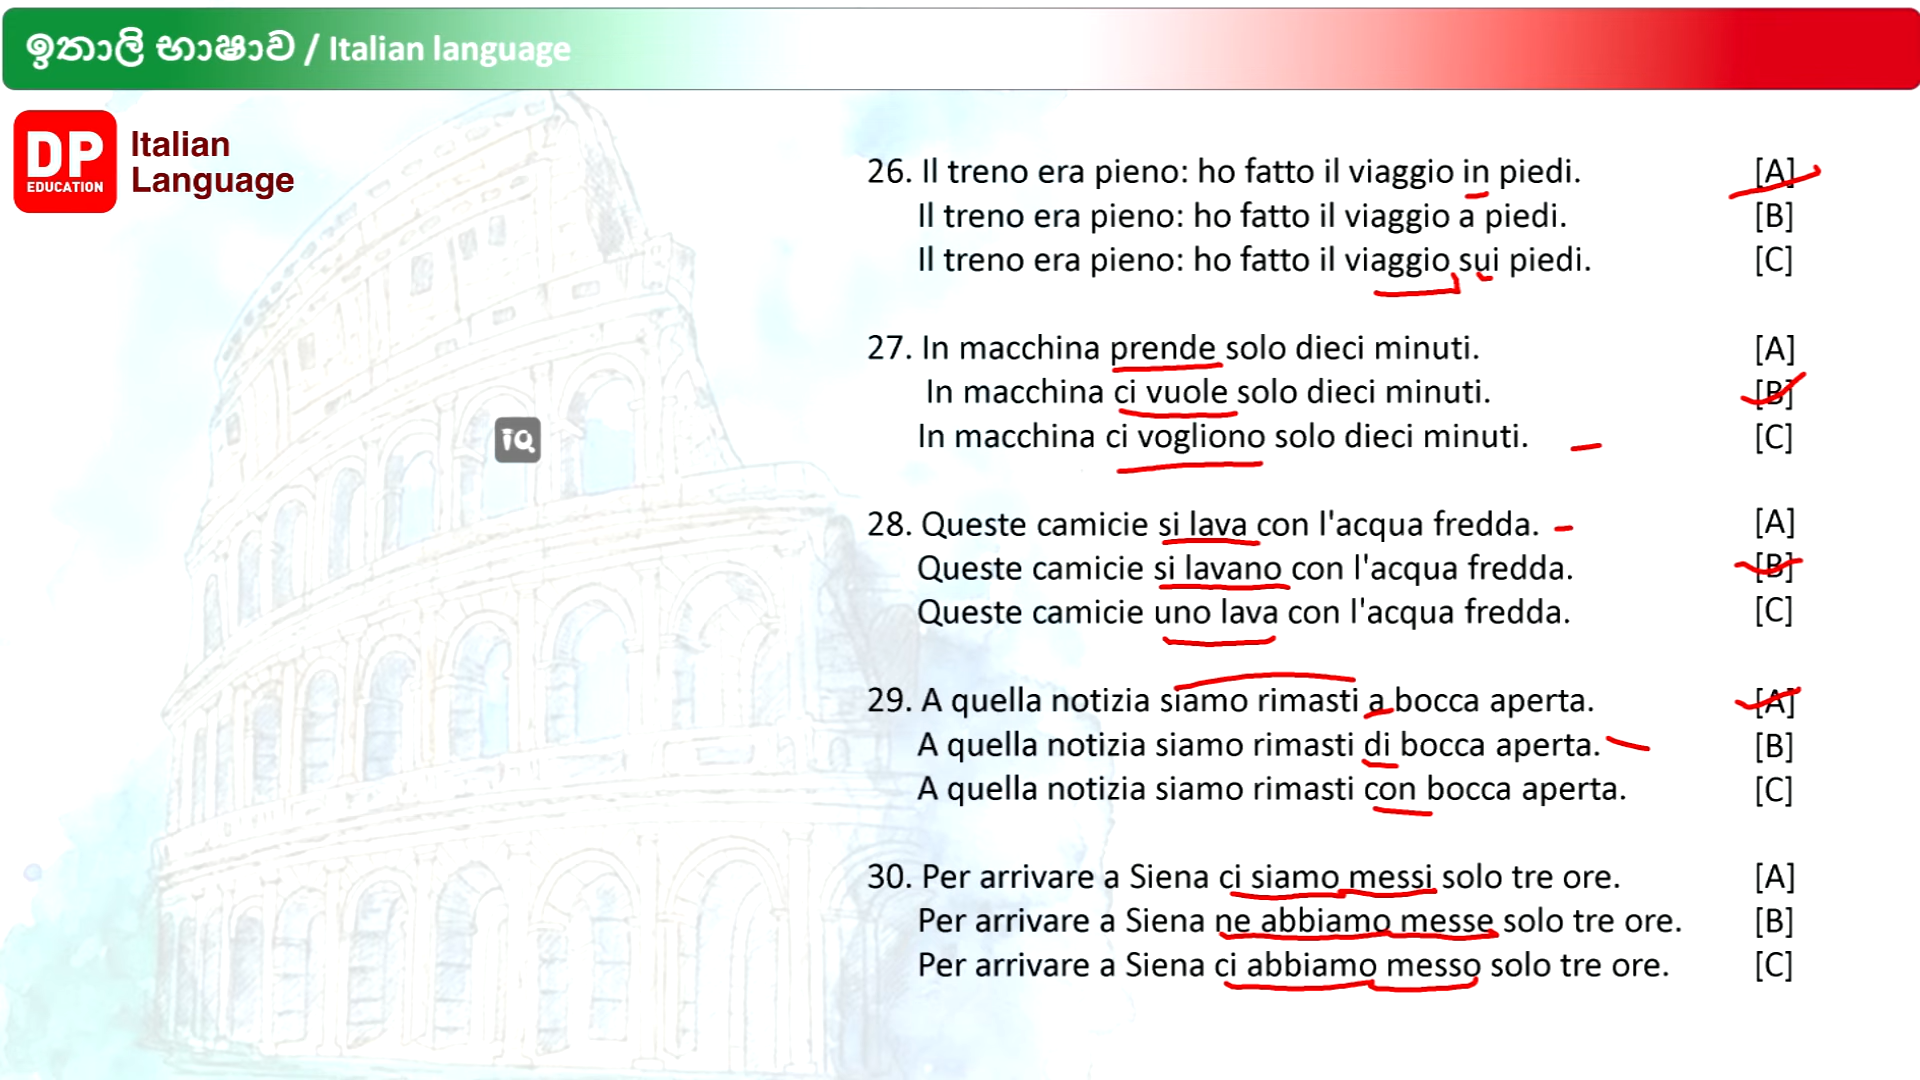 ඉතාලි භාෂාව / Italian language
DP
EDUCATION
Italian
Language
iQ
26. Il treno era pieno: ho fatto il viaggio in piedi. [A]
Il treno era pieno: ho fatto il viaggio a piedi. [B]
Il treno era pieno: ho fatto il viaggio sui piedi. [C]
27. In macchina prende solo dieci minuti. [A]
In macchina ci vuole solo dieci minuti. [B]
In macchina ci vogliono solo dieci minuti. [C]
28. Queste camicie si lava con l'acqua fredda. [A]
Queste camicie si lavano con l'acqua fredda. [B]
Queste camicie uno lava con l'acqua fredda. [C]
29. A quella notizia siamo rimasti a bocca aperta. [A]
A quella notizia siamo rimasti di bocca aperta. [B]
A quella notizia siamo rimasti con bocca aperta. [C]
30. Per arrivare a Siena ci siamo messi solo tre ore. [A]
Per arrivare a Siena ne abbiamo messe solo tre ore. [B]
Per arrivare a Siena ci abbiamo messo solo tre ore. [C]